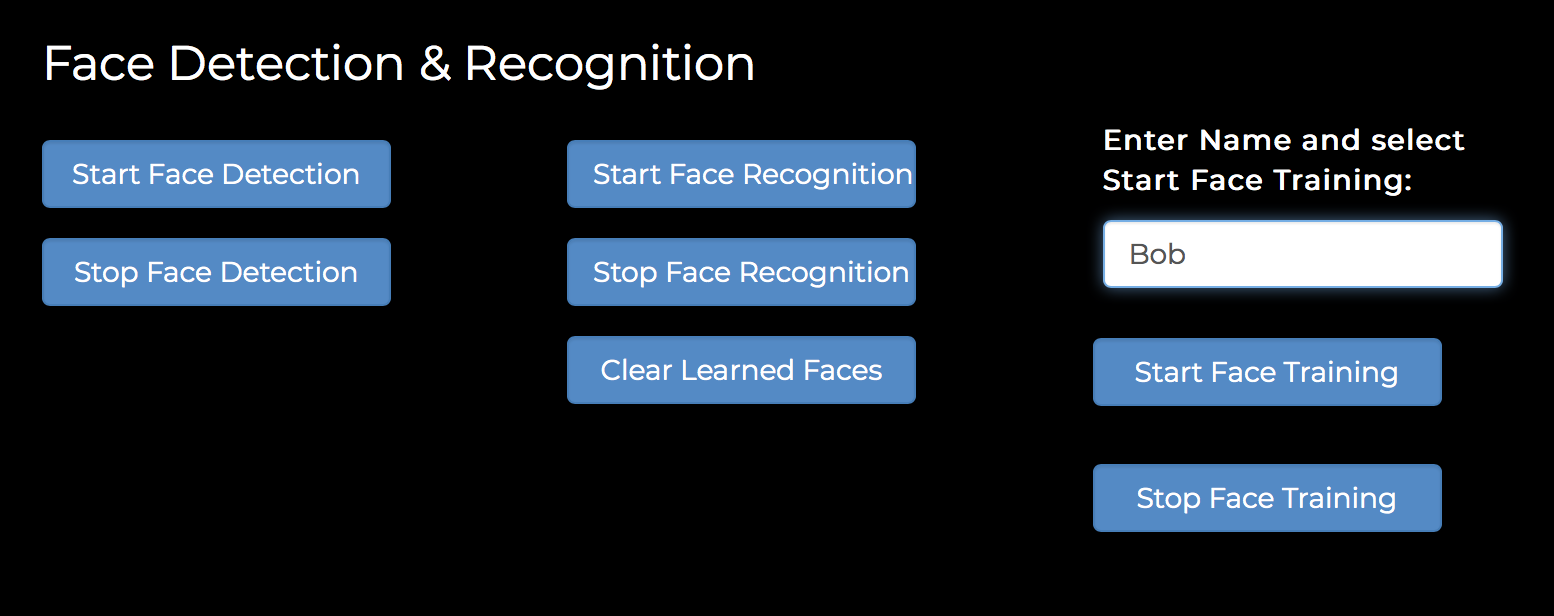 Face Detection & Recognition
Start Face Detection
Stop Face Detection
Start Face Recognition
Stop Face Recognition
Clear Learned Faces
Enter Name and select
Start Face Training:
Bob
Start Face Training
Stop Face Training